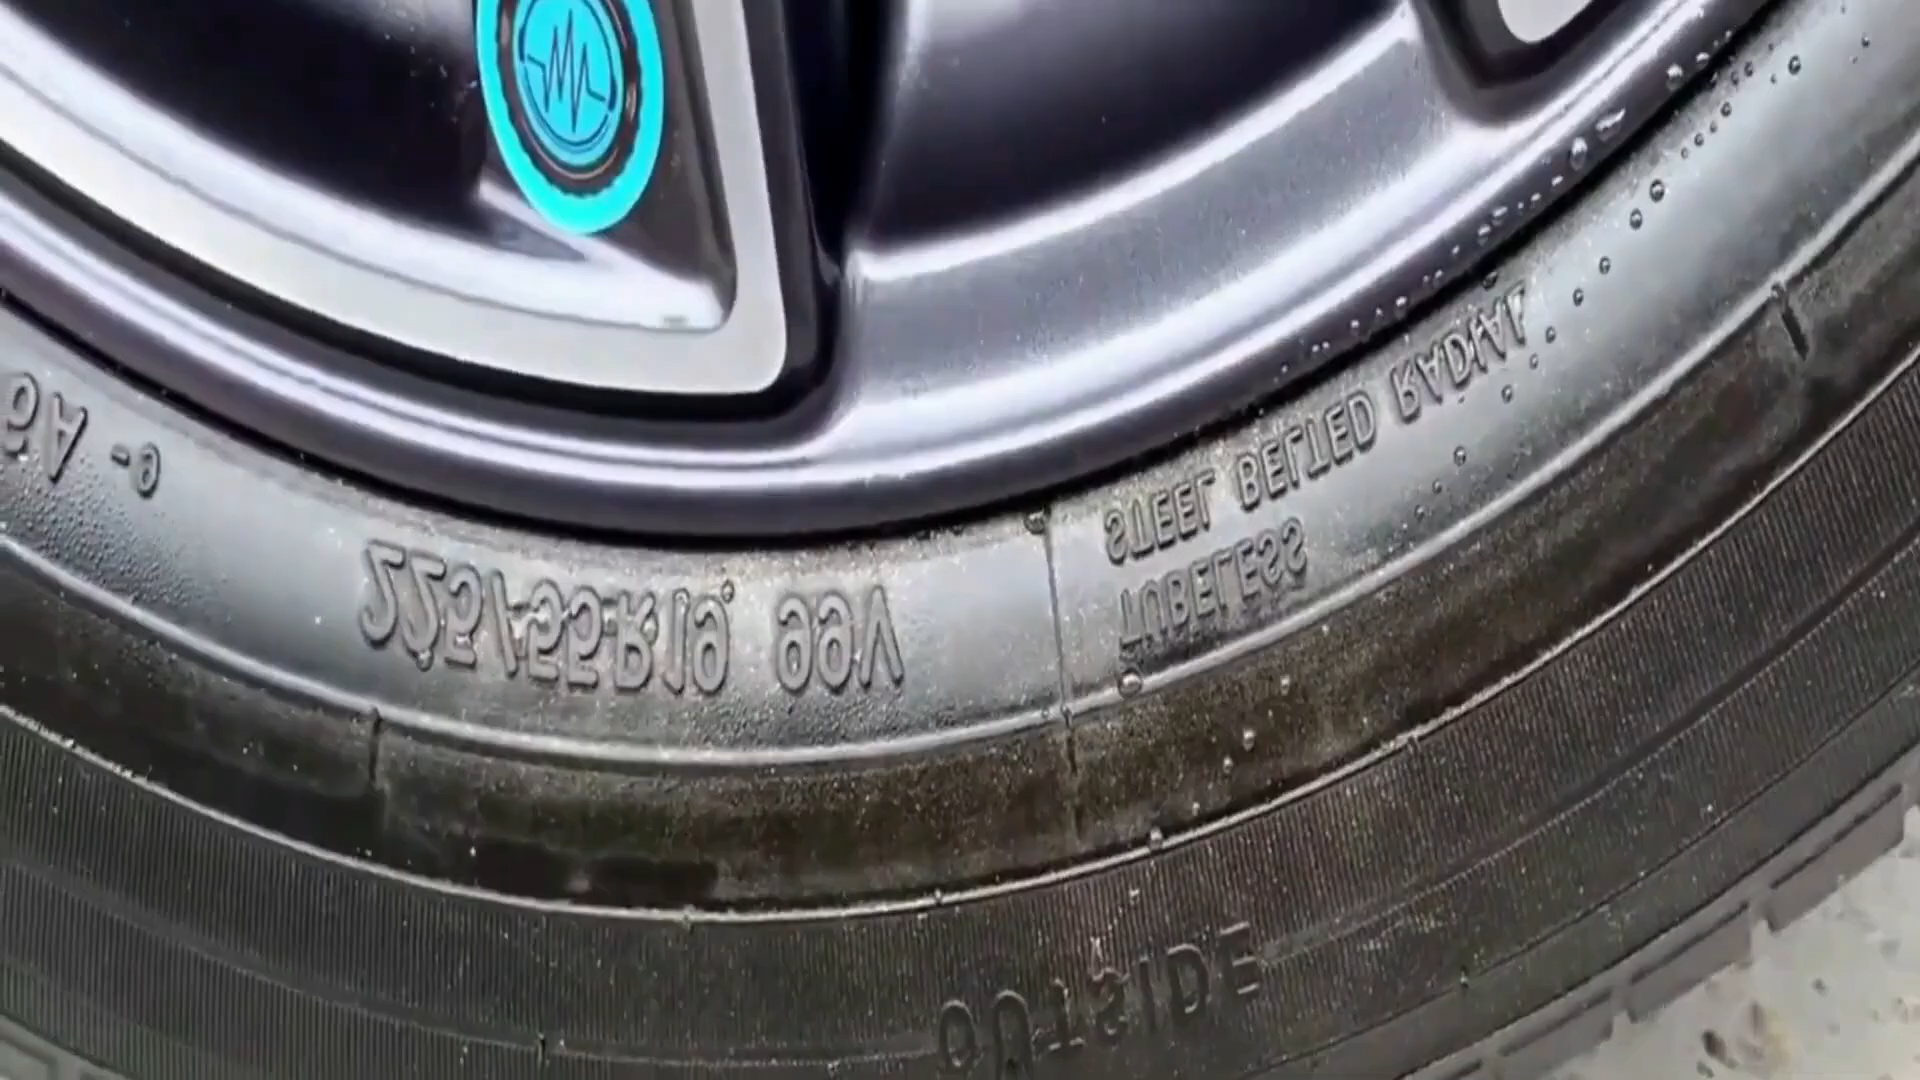 225/55R19 99V
STEEL BELTED RADIAL
TUBELESS
OUTSIDE